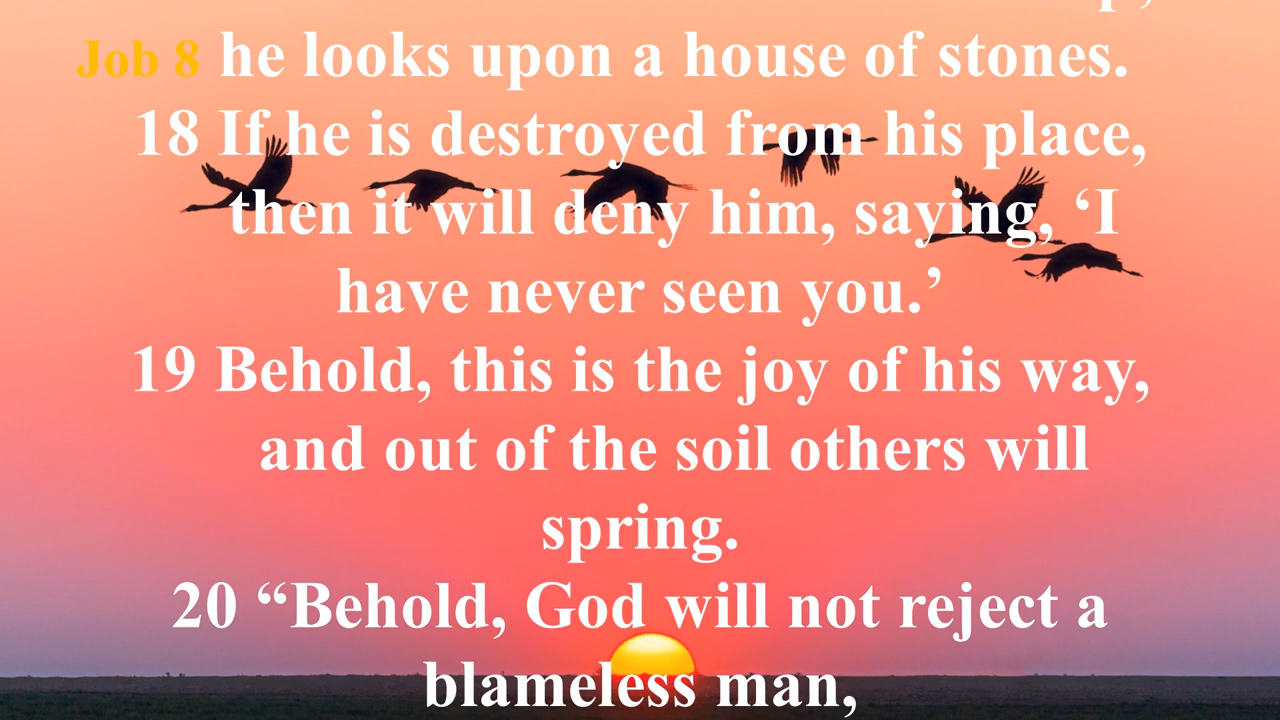 Job 8 he looks upon a house of stones.
18 If he is destroyed from his place,
then it will deny him, saying, ‘I
have never seen you.’
19 Behold, this is the joy of his way,
and out of the soil others will
spring.
20 “Behold, God will not reject a
blameless man,